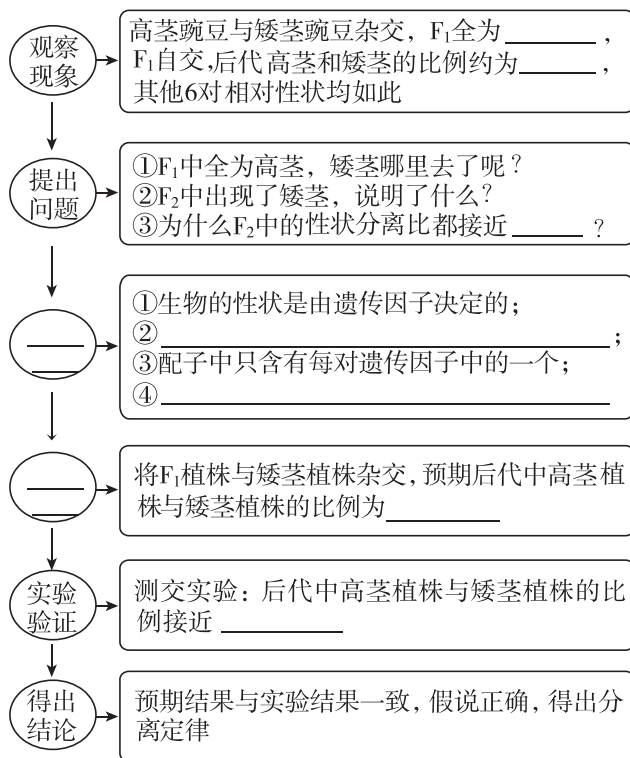 观察
现象
高茎豌豆与矮茎豌豆杂交，F₁全为______，
F₁自交,后代高茎和矮茎的比例约为______，
其他6对相对性状均如此
提出
问题
①F₁中全为高茎，矮茎哪里去了呢？
②F₂中出现了矮茎，说明了什么？
③为什么F₂中的性状分离比都接近______？
①生物的性状是由遗传因子决定的；
②______；
③配子中只含有每对遗传因子中的一个；
④______
将F₁植株与矮茎植株杂交，预期后代中高茎植
株与矮茎植株的比例为______
实验
验证
测交实验：后代中高茎植株与矮茎植株的比
例接近______
得出
结论
预期结果与实验结果一致，假说正确，得出分
离定律